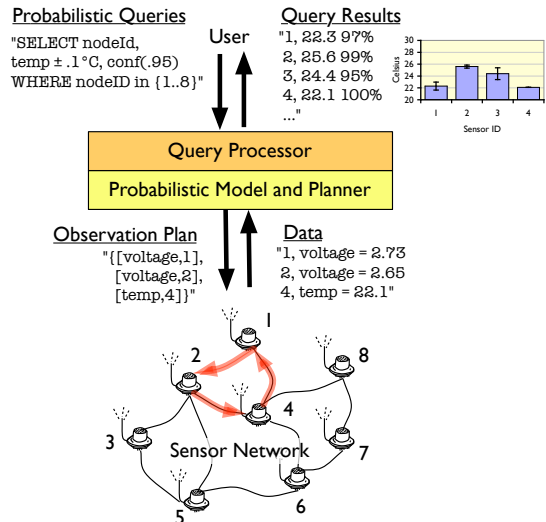 Probabilistic Queries
"SELECT nodeId,
temp ± .1°C, conf(.95)
WHERE nodeID in {1..8}"
User
Query Results
"1, 22.3 97%
2, 25.6 99%
3, 24.4 95%
4, 22.1 100%
..."
Celsius
28
26
24
22
20
1 2 3 4
Sensor ID
Query Processor
Probabilistic Model and Planner
Observation Plan
"{[voltage,1],
[voltage,2],
[temp,4]}"
Data
"1, voltage = 2.73
2, voltage = 2.65
4, temp = 22.1"
1
2
8
4
3
7
Sensor Network
5
6